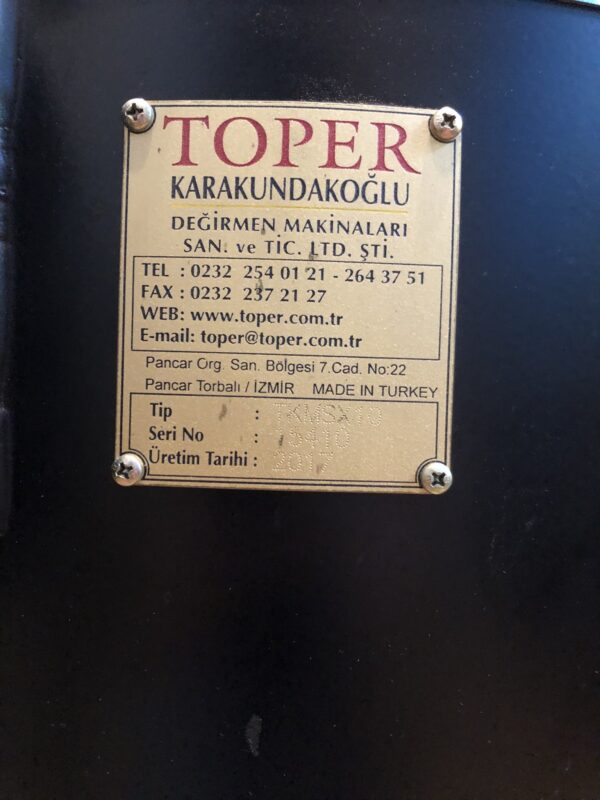 TOPER
KARAKUNDAKOĞLU
DEĞİRMEN MAKİNALARI
SAN. ve TİC. LTD. ŞTİ.
TEL : 0232 254 01 21 - 264 37 51
FAX : 0232 237 21 27
WEB: www.toper.com.tr
E-mail: toper@toper.com.tr
Pancar Org. San. Bölgesi 7.Cad. No:22
Pancar Torbalı / İZMİR MADE IN TURKEY
Tip : TKMSX10
Seri No :
Üretim Tarihi : 2017